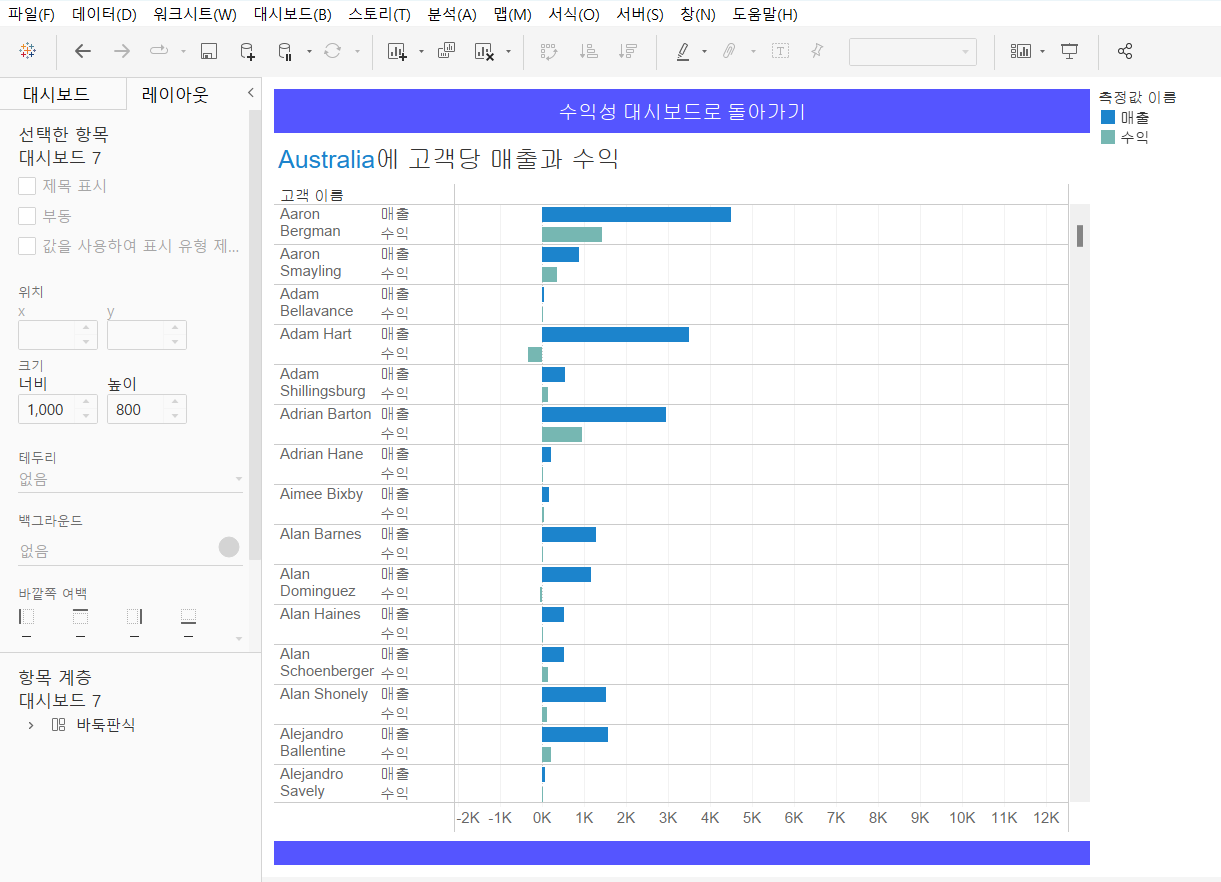 파일(F) 데이터(D) 워크시트(W) 대시보드(B) 스토리(T) 분석(A) 맵(M) 서식(O) 서버(S) 창(N) 도움말(H)
대시보드 레이아웃
선택한 항목
대시보드 7
제목 표시
부동
값을 사용하여 표시 유형 제...
위치
x y
크기
너비 높이
1,000 800
테두리
없음
백그라운드
없음
바깥쪽 여백
항목 계층
대시보드 7
바둑판식
수익성 대시보드로 돌아가기
Australia에 고객당 매출과 수익
고객 이름
Aaron Bergman 매출
수익
Aaron Smayling 매출
수익
Adam Bellavance 매출
수익
Adam Hart 매출
수익
Adam Shillingsburg 매출
수익
Adrian Barton 매출
수익
Adrian Hane 매출
수익
Aimee Bixby 매출
수익
Alan Barnes 매출
수익
Alan Dominguez 매출
수익
Alan Haines 매출
수익
Alan Schoenberger 매출
수익
Alan Shonely 매출
수익
Alejandro Ballentine 매출
수익
Alejandro Savely 매출
수익
-2K -1K 0K 1K 2K 3K 4K 5K 6K 7K 8K 9K 10K 11K 12K
측정값 이름
매출
수익